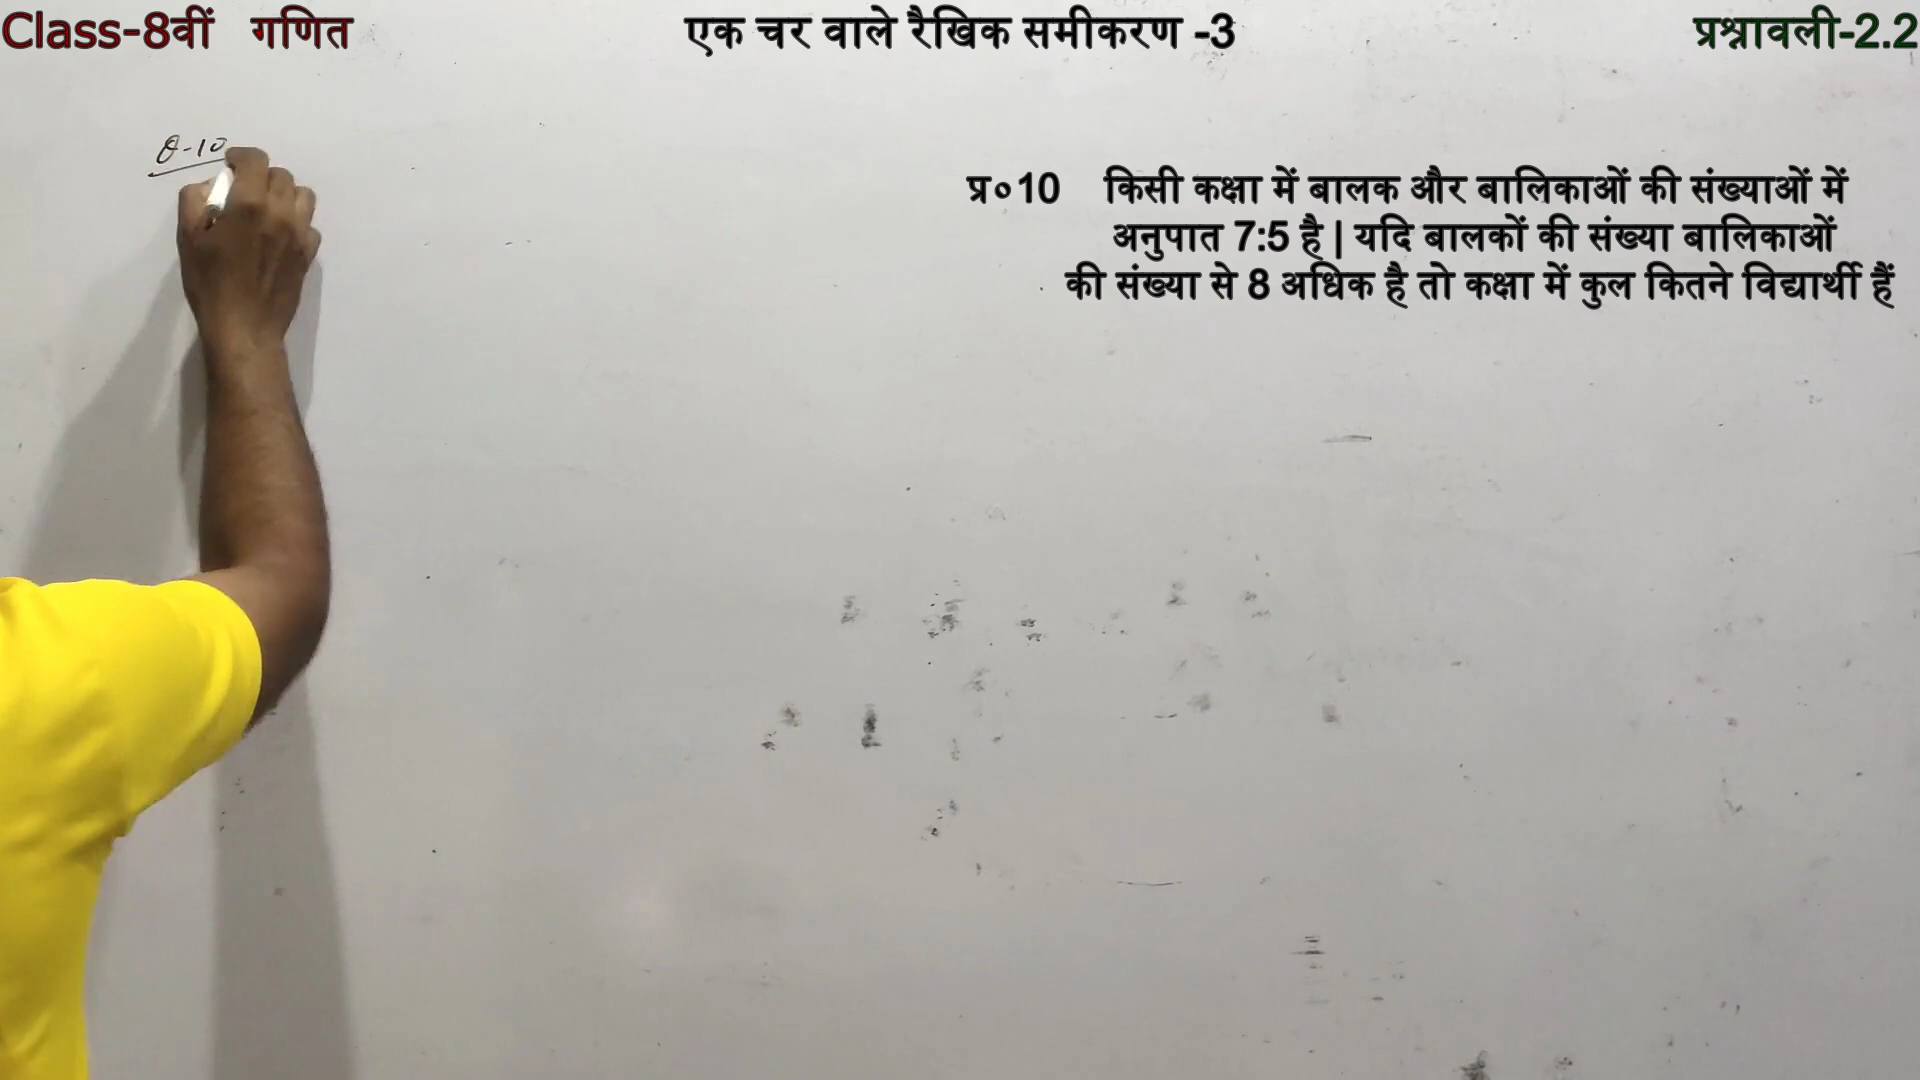 Class-8वीं गणित
एक चर वाले रैखिक समीकरण -3
प्रश्नावली-2.2
Q-10
प्र०10 किसी कक्षा में बालक और बालिकाओं की संख्याओं में
अनुपात 7:5 है | यदि बालकों की संख्या बालिकाओं
की संख्या से 8 अधिक है तो कक्षा में कुल कितने विद्यार्थी हैं